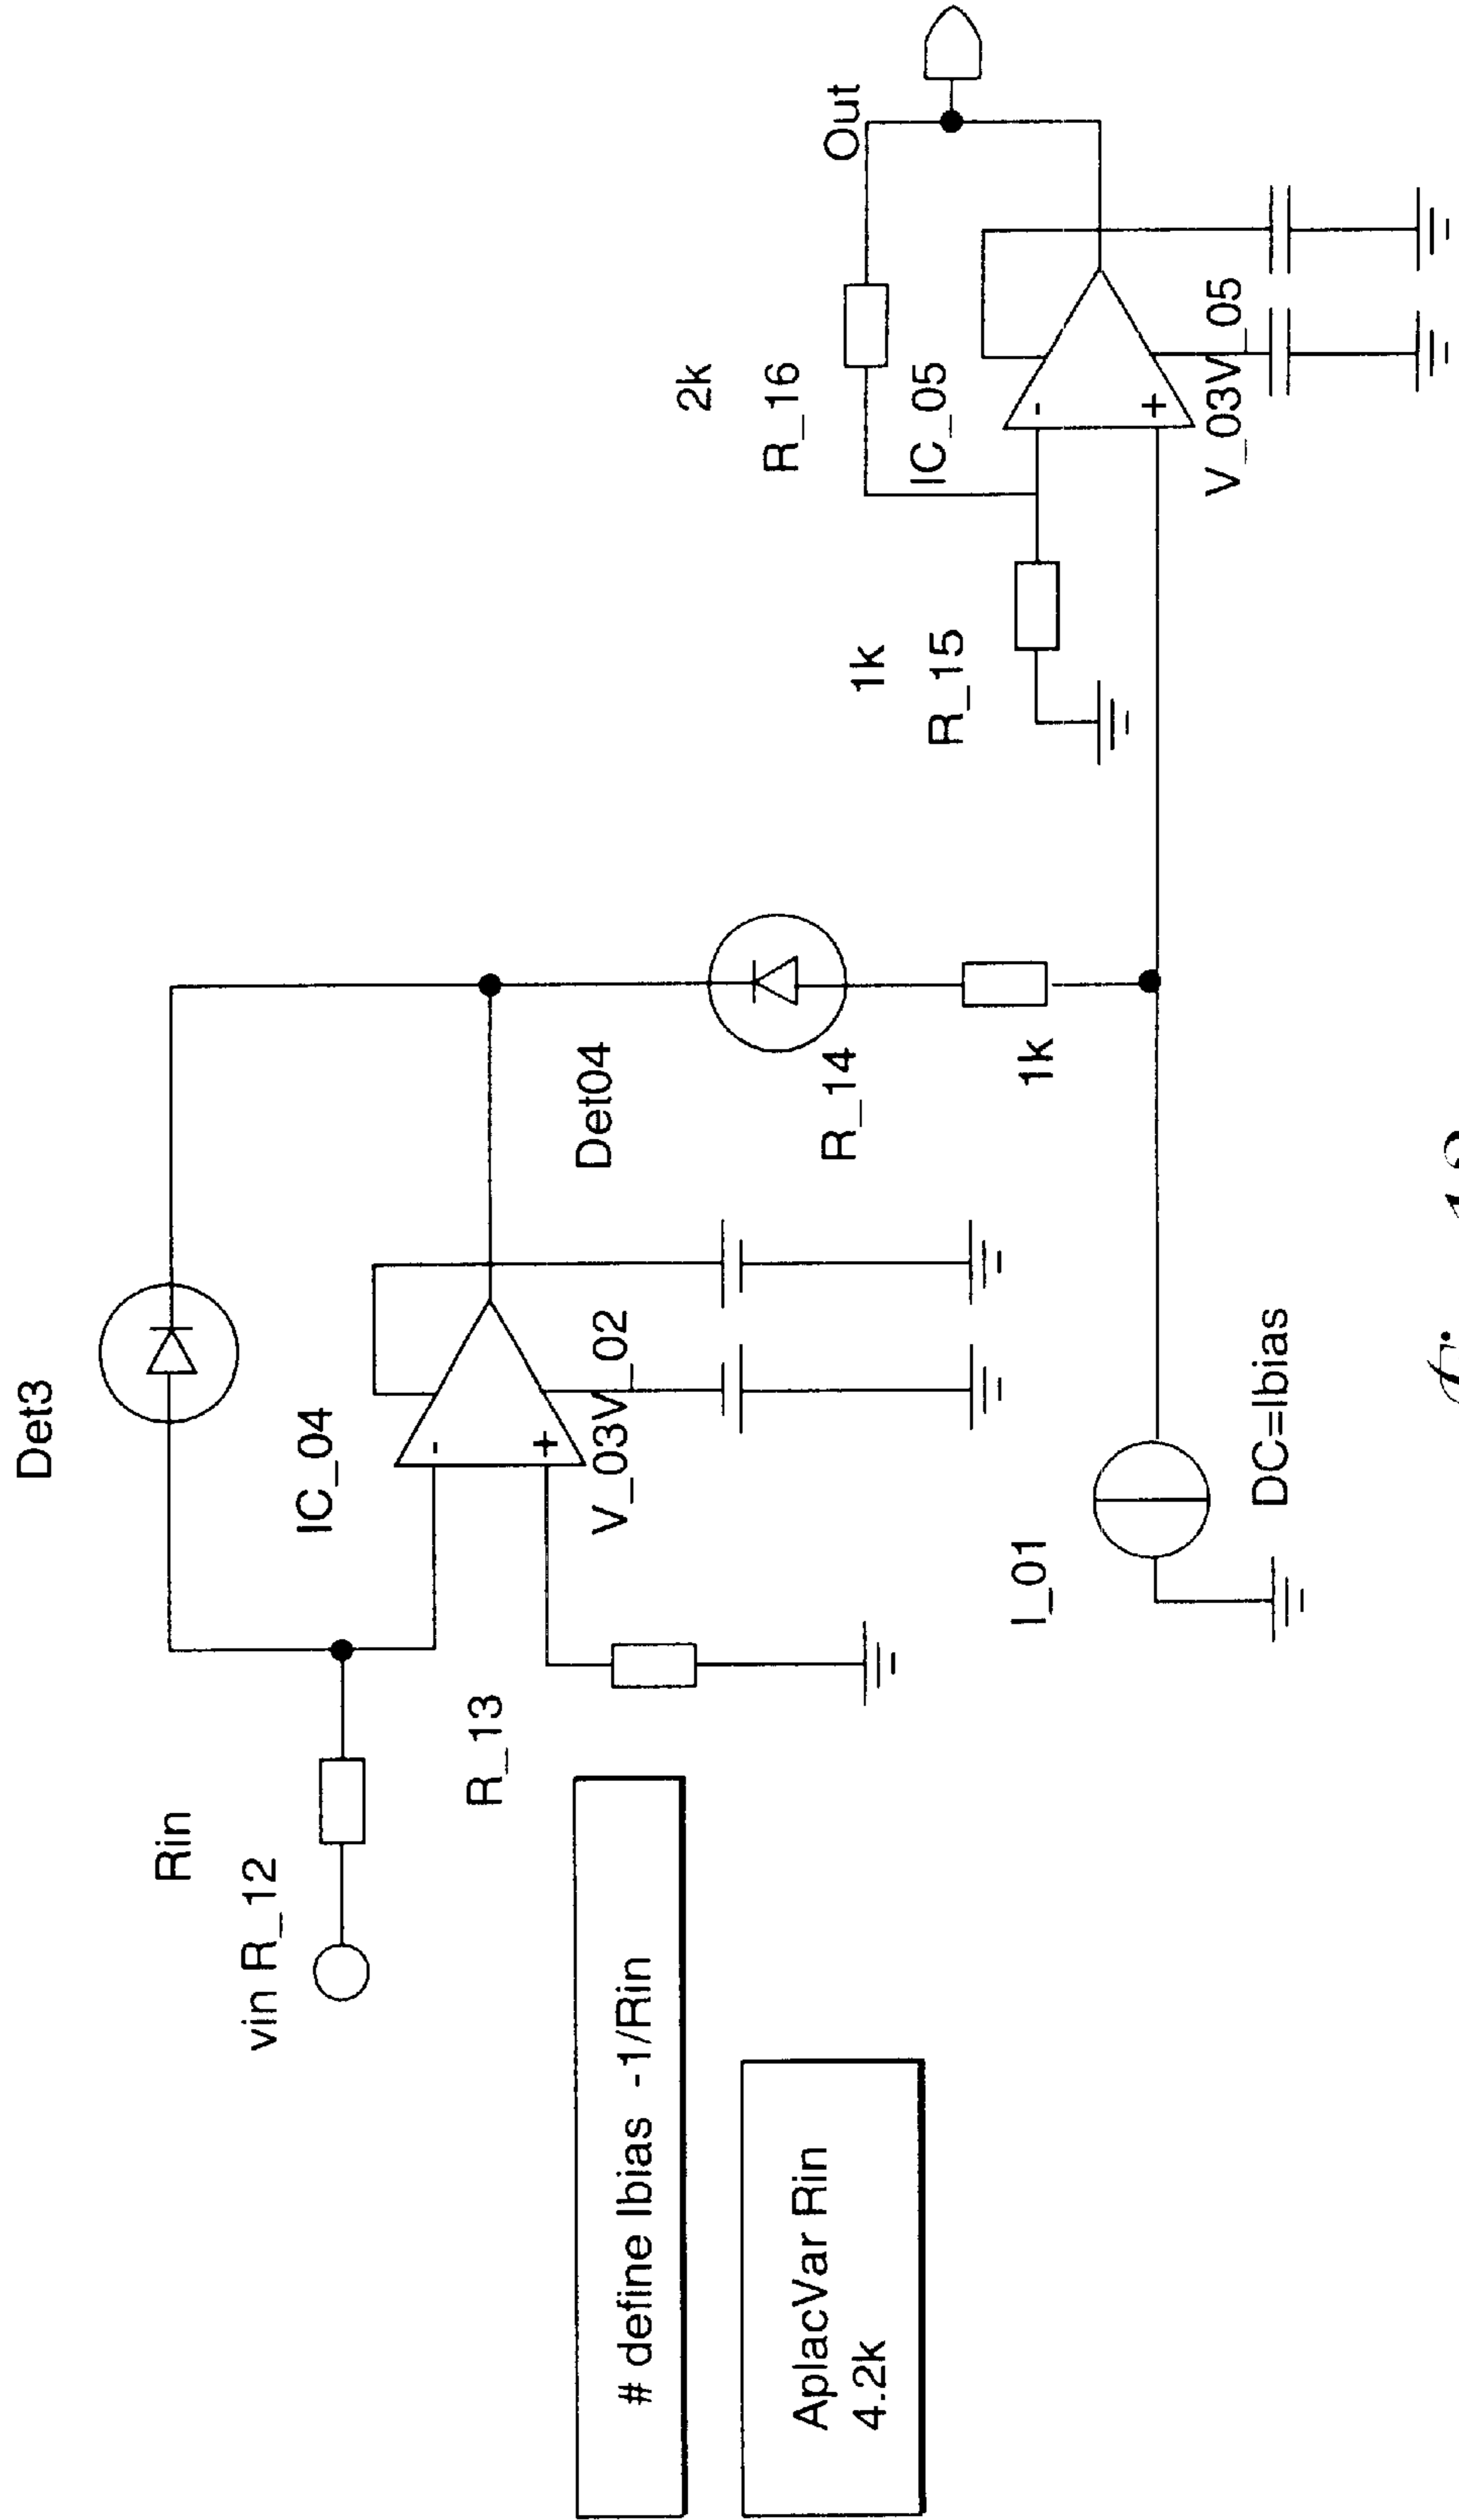 Det3
Rin
vin R_12
IC_04
R_13
-
+
V_03V_02
Det04
R_14
1k
I_01
DC=Ibias
Out
2k
R_16
IC_05
1k
R_15
-
+
V_03V_05
# define Ibias -1/Rin
AplacVar Rin
4.2k